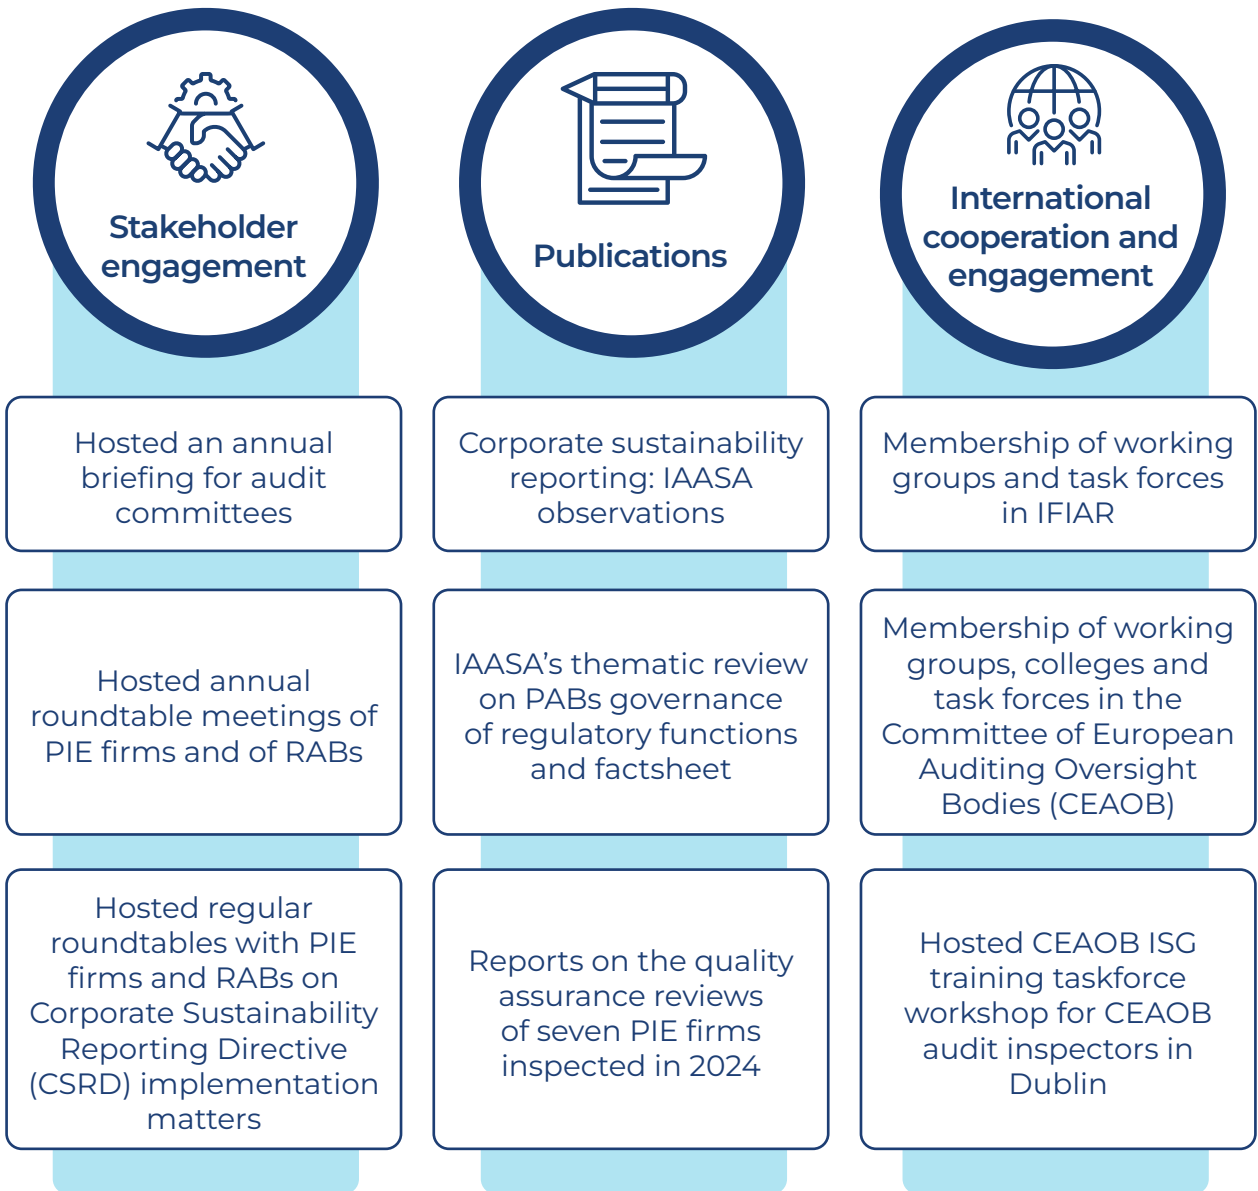 Stakeholder
engagement
Hosted an annual
briefing for audit
committees
Hosted annual
roundtable meetings of
PIE firms and of RABs
Hosted regular
roundtables with PIE
firms and RABs on
Corporate Sustainability
Reporting Directive
(CSRD) implementation
matters
Publications
Corporate sustainability
reporting: IAASA
observations
IAASA’s thematic review
on PABs governance
of regulatory functions
and factsheet
Reports on the quality
assurance reviews
of seven PIE firms
inspected in 2024
International
cooperation and
engagement
Membership of working
groups and task forces
in IFIAR
Membership of working
groups, colleges and
task forces in the
Committee of European
Auditing Oversight
Bodies (CEAOB)
Hosted CEAOB ISG
training taskforce
workshop for CEAOB
audit inspectors in
Dublin